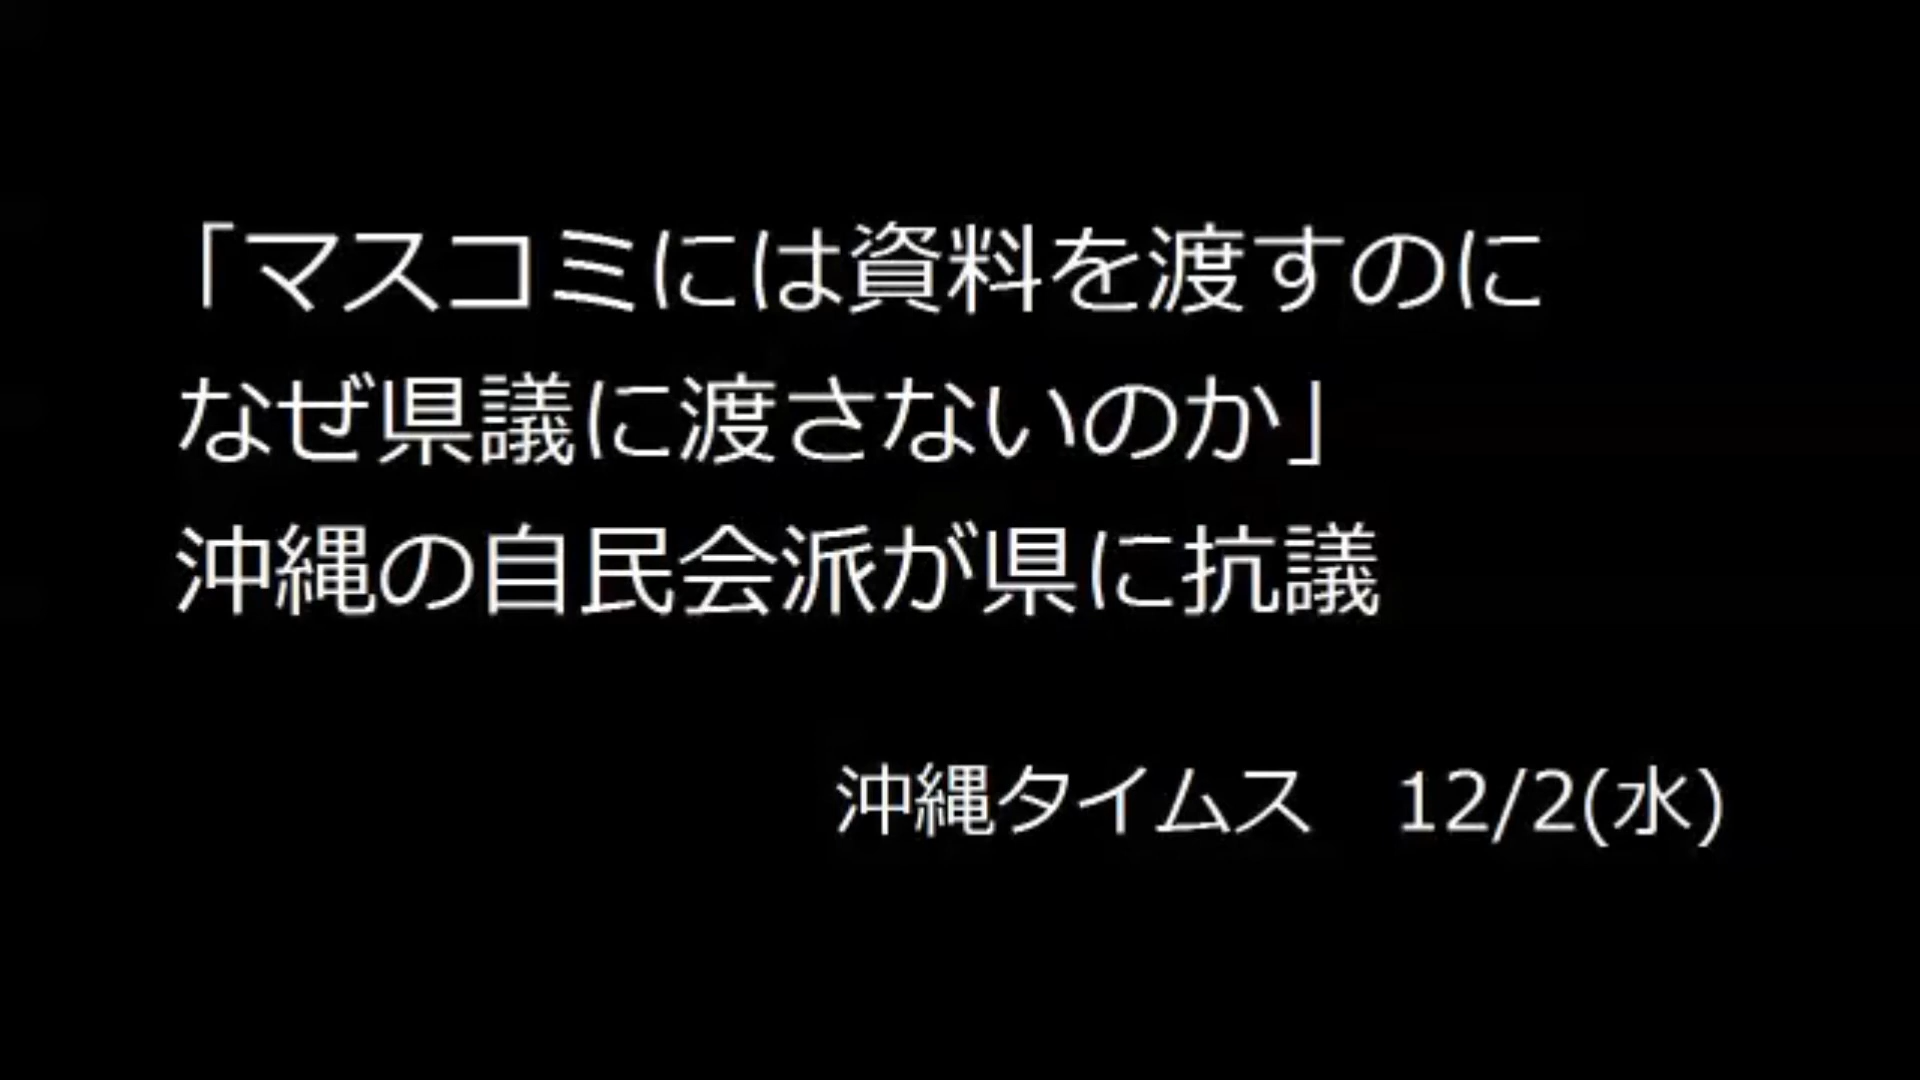 「マスコミには資料を渡すのに
なぜ県議に渡さないのか」
沖縄の自民会派が県に抗議
沖縄タイムス　12/2(水)